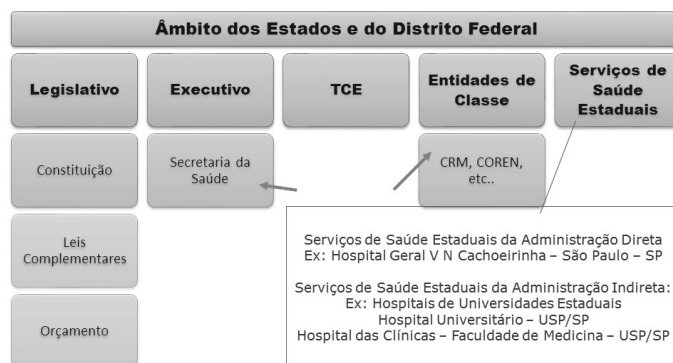 Âmbito dos Estados e do Distrito Federal
Legislativo
Executivo
TCE
Entidades de
Classe
Serviços de
Saúde
Estaduais
Constituição
Secretaria da
Saúde
CRM, COREN,
etc..
Leis
Complementares
Orçamento
Serviços de Saúde Estaduais da Administração Direta
Ex: Hospital Geral V N Cachoeirinha – São Paulo – SP
Serviços de Saúde Estaduais da Administração Indireta:
Ex: Hospitais de Universidades Estaduais
Hospital Universitário – USP/SP
Hospital das Clínicas – Faculdade de Medicina – USP/SP